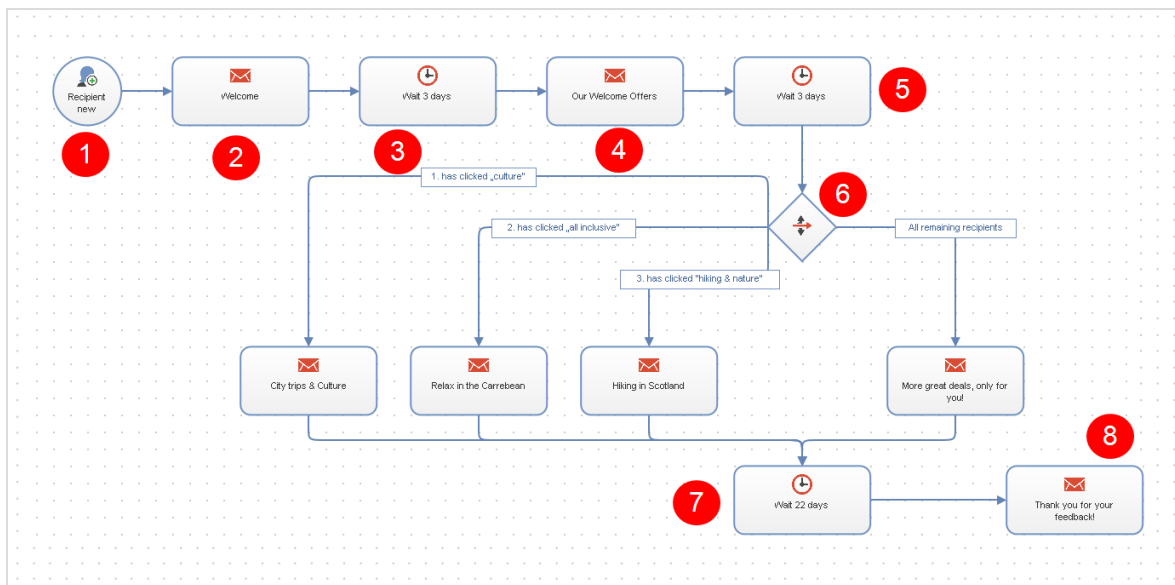 Recipient
new
Welcome
Wait 3 days
Our Welcome Offers
Wait 3 days
5
1
2
3
4
1. has clicked „culture"
6
2. has clicked „all inclusive"
All remaining recipients
3. has clicked "hiking & nature"
City trips & Culture
Relax in the Carrebean
Hiking in Scotland
More great deals, only for
you!
8
7
Wait 22 days
Thank you for your
feedback!